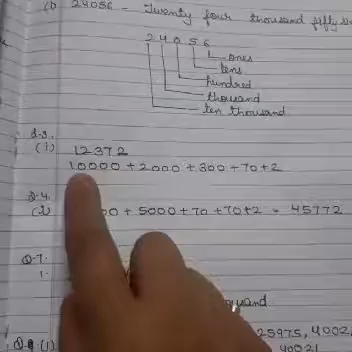 (b) 24056 - Twenty four thousand fifty
2 4 0 5 6
ones
tens
hundred
thousand
ten thousand
Q-3.
(i) 12372
10000 + 2000 + 300 + 70 + 2
Q-4.
(2) 00 + 5000 + 70 + 70 + 2 = 45772
Q-7.
1.
25975, 4002
(1) 40021